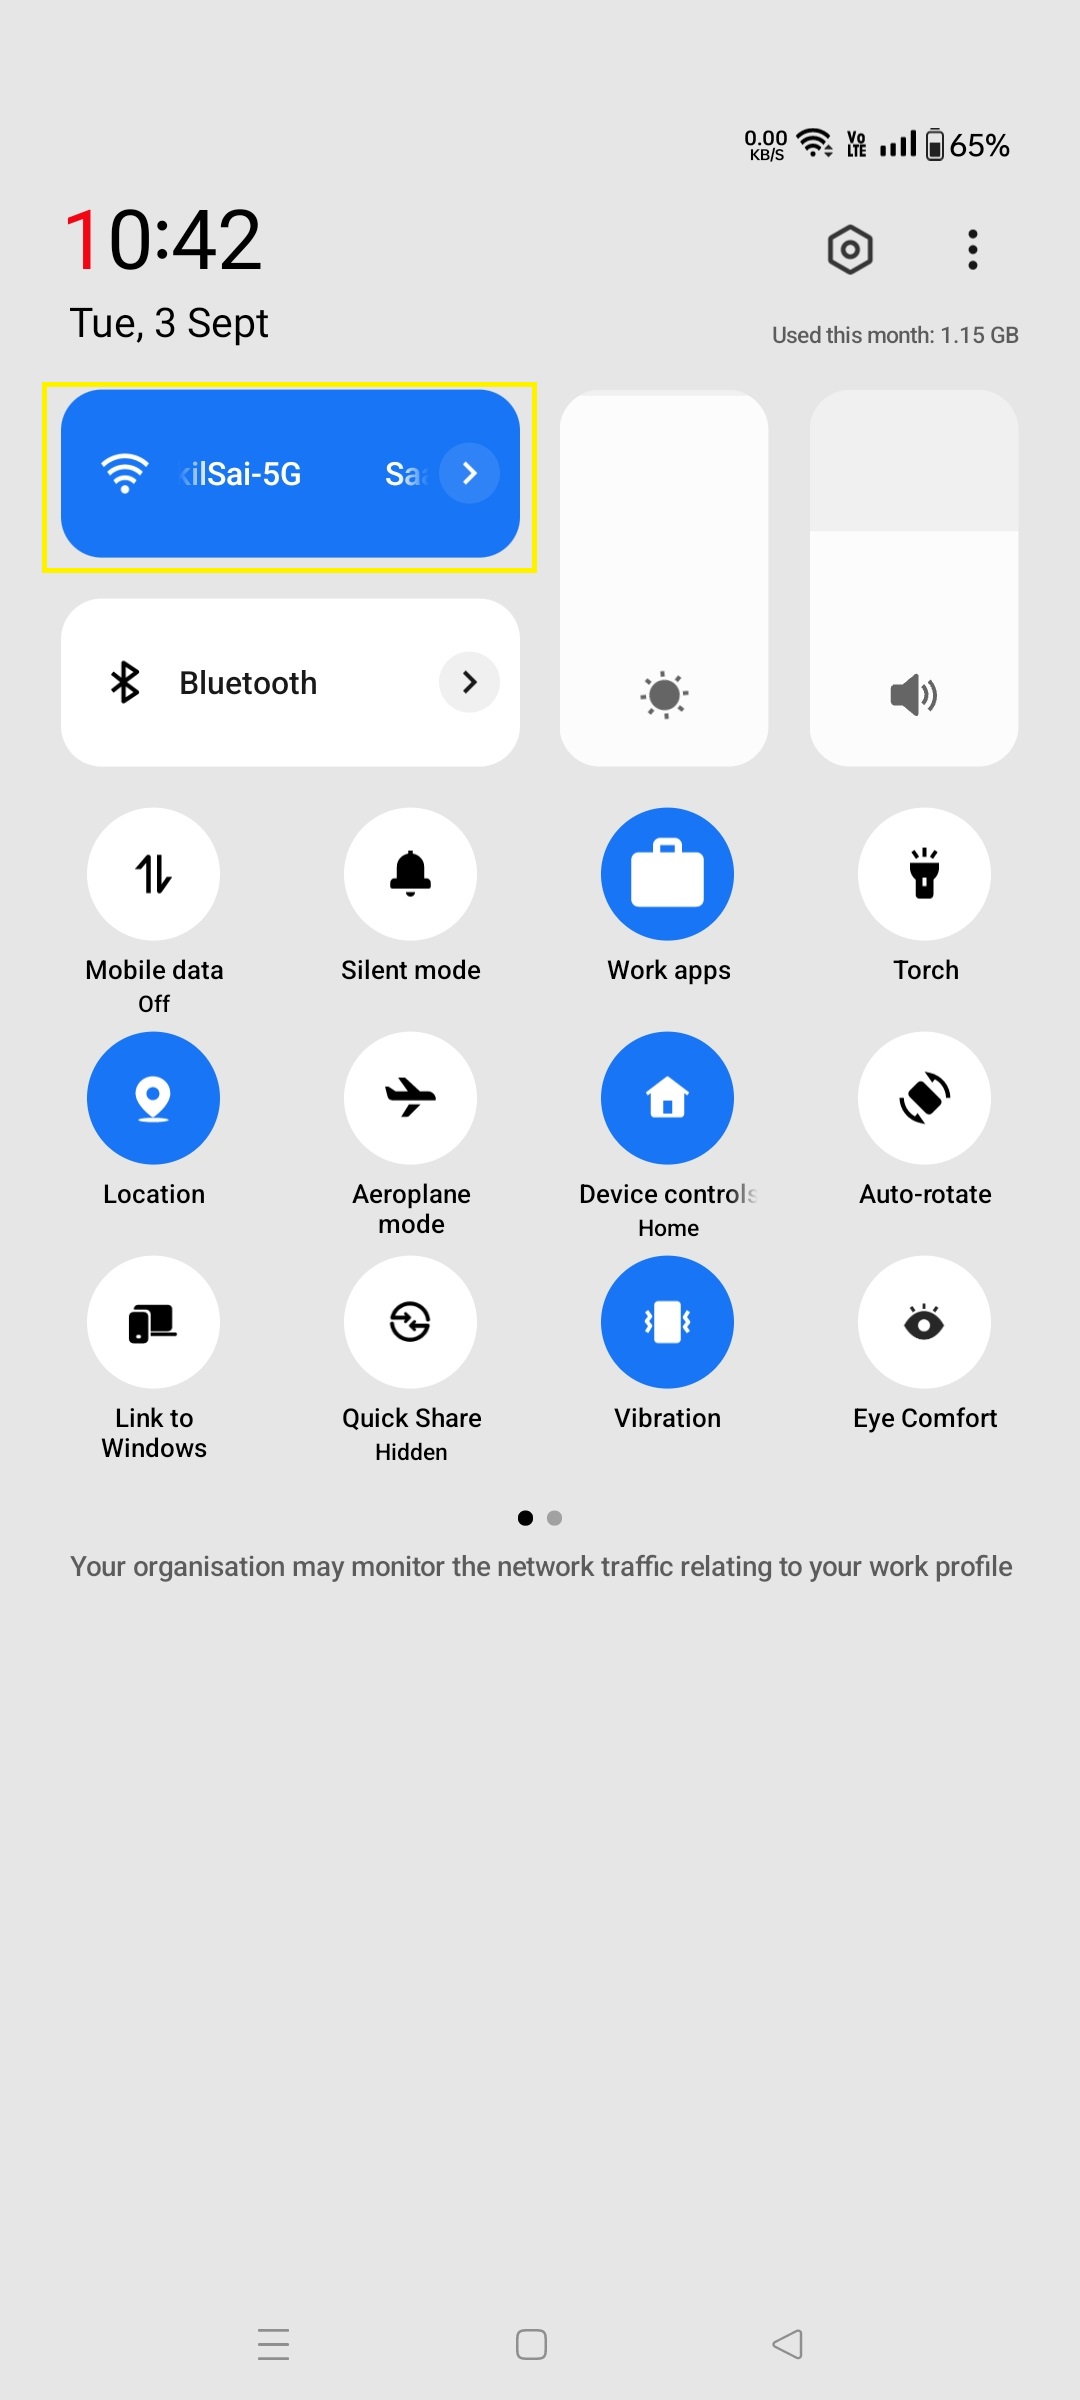 0.00
KB/S
Vo
LTE
65%
10:42
Tue, 3 Sept
Used this month: 1.15 GB
kilSai-5G Saa
Bluetooth
Mobile data
Off
Silent mode
Work apps
Torch
Location
Aeroplane
mode
Device controls
Home
Auto-rotate
Link to
Windows
Quick Share
Hidden
Vibration
Eye Comfort
Your organisation may monitor the network traffic relating to your work profile